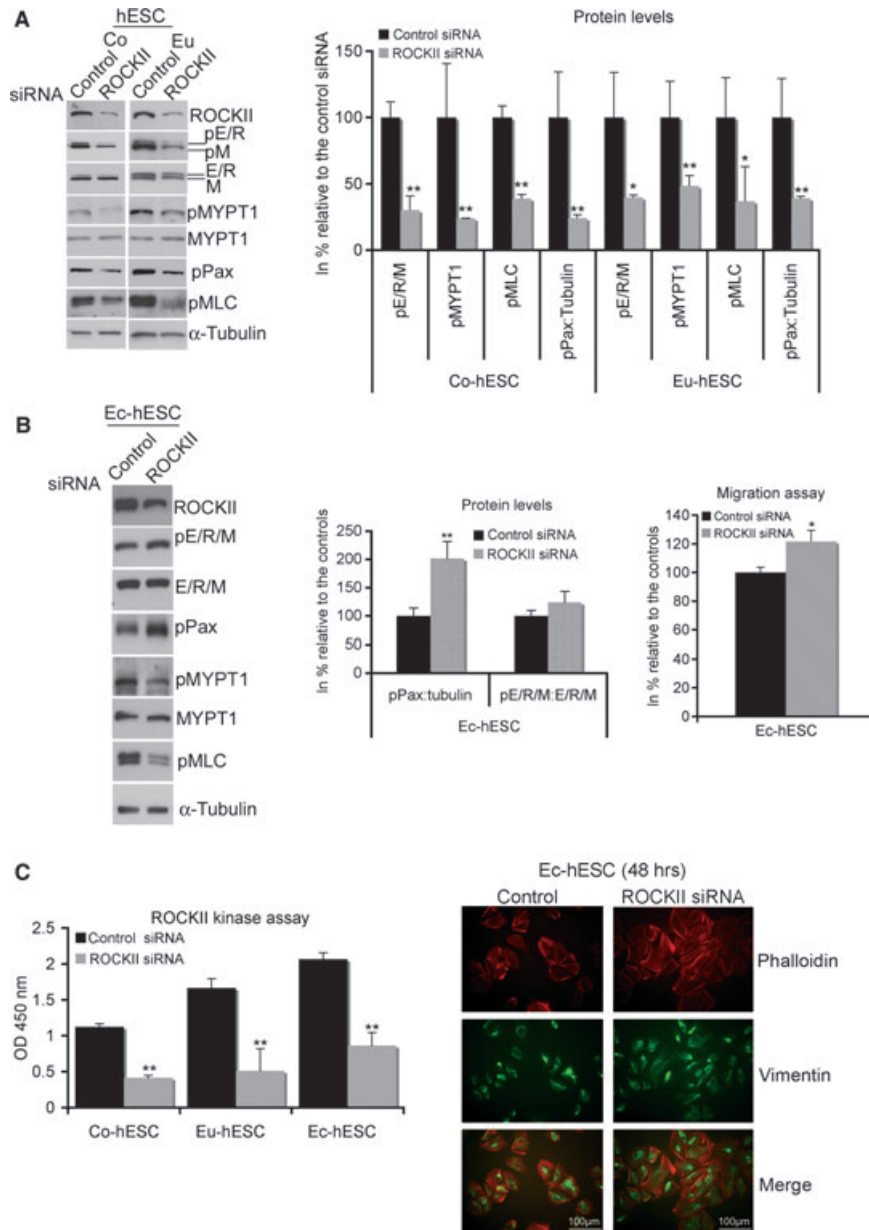 A
hESC
Co
Eu
siRNA
Control
ROCKII
Control
ROCKII
ROCKII
pE/R
pM
E/R
M
pMYPT1
MYPT1
pPax
pMLC
α-Tubulin
Protein levels
Control siRNA
ROCKII siRNA
In % relative to the control siRNA
150
100
50
0
pE/R/M
pMYPT1
pMLC
pPax:Tubulin
pE/R/M
pMYPT1
pMLC
pPax:Tubulin
**
**
**
**
*
**
*
**
Co-hESC
Eu-hESC
B
Ec-hESC
siRNA
Control
ROCKII
ROCKII
pE/R/M
E/R/M
pPax
pMYPT1
MYPT1
pMLC
α-Tubulin
Protein levels
Control siRNA
ROCKII siRNA
In % relative to the controls
250
200
150
100
50
0
**
pPax:tubulin
pE/R/M:E/R/M
Ec-hESC
Migration assay
Control siRNA
ROCKII siRNA
In % relative to the controls
140
120
100
80
60
40
20
0
*
Ec-hESC
C
ROCKII kinase assay
Control siRNA
ROCKII siRNA
OD 450 nm
2.5
2
1.5
1
0.5
0
**
**
**
Co-hESC
Eu-hESC
Ec-hESC
Ec-hESC (48 hrs)
Control
ROCKII siRNA
Phalloidin
Vimentin
Merge
100µm
100µm